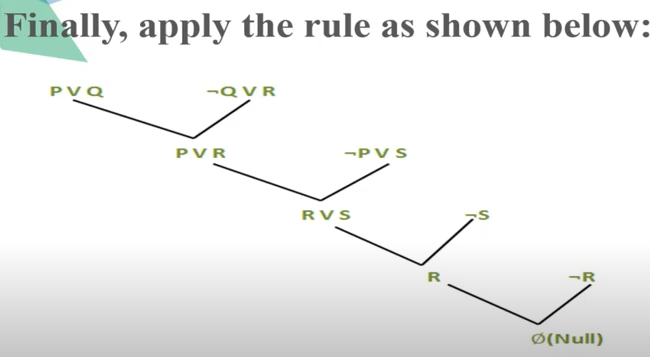 Finally, apply the rule as shown below:
P V Q ¬Q V R
P V R ¬P V S
R V S ¬S
R ¬R
Ø(Null)